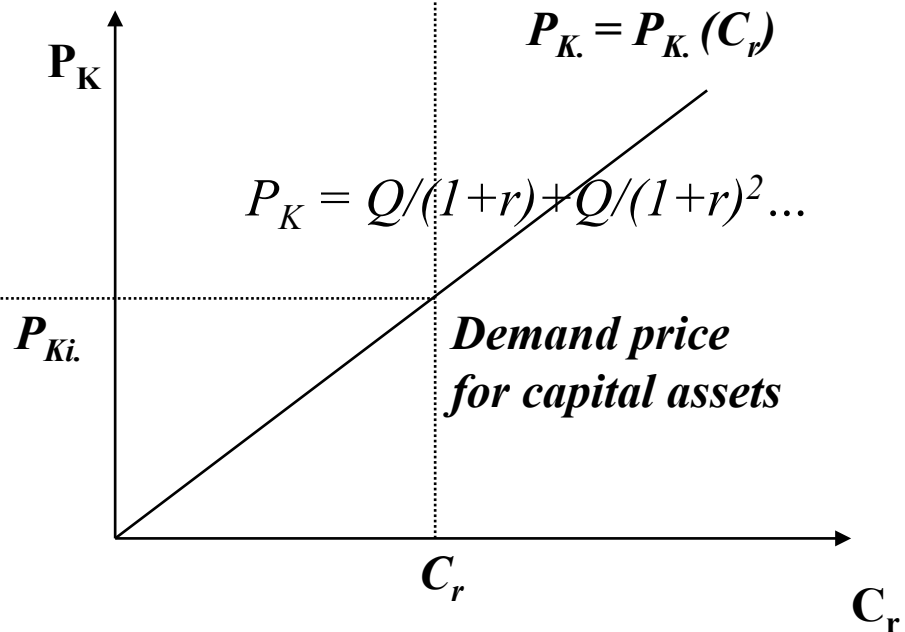 P_K. = P_K. (C_r)
P_K
P_K = Q/(1+r)+Q/(1+r)²...
P_Ki.
Demand price
for capital assets
C_r
C_r